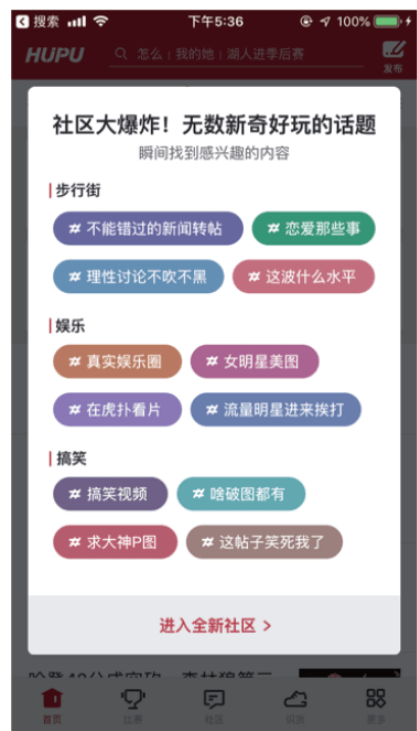 搜索 下午5:36 100%
HUPU 怎么 | 我的她 | 湖人进季后赛 发布
社区大爆炸！无数新奇好玩的话题
瞬间找到感兴趣的内容
步行街
不能错过的新闻转帖 恋爱那些事
理性讨论不吹不黑 这波什么水平
娱乐
真实娱乐圈 女明星美图
在虎扑看片 流量明星进来挨打
搞笑
搞笑视频 啥破图都有
求大神P图 这帖子笑死我了
进入全新社区 >
首页 比赛 社区 识货 更多